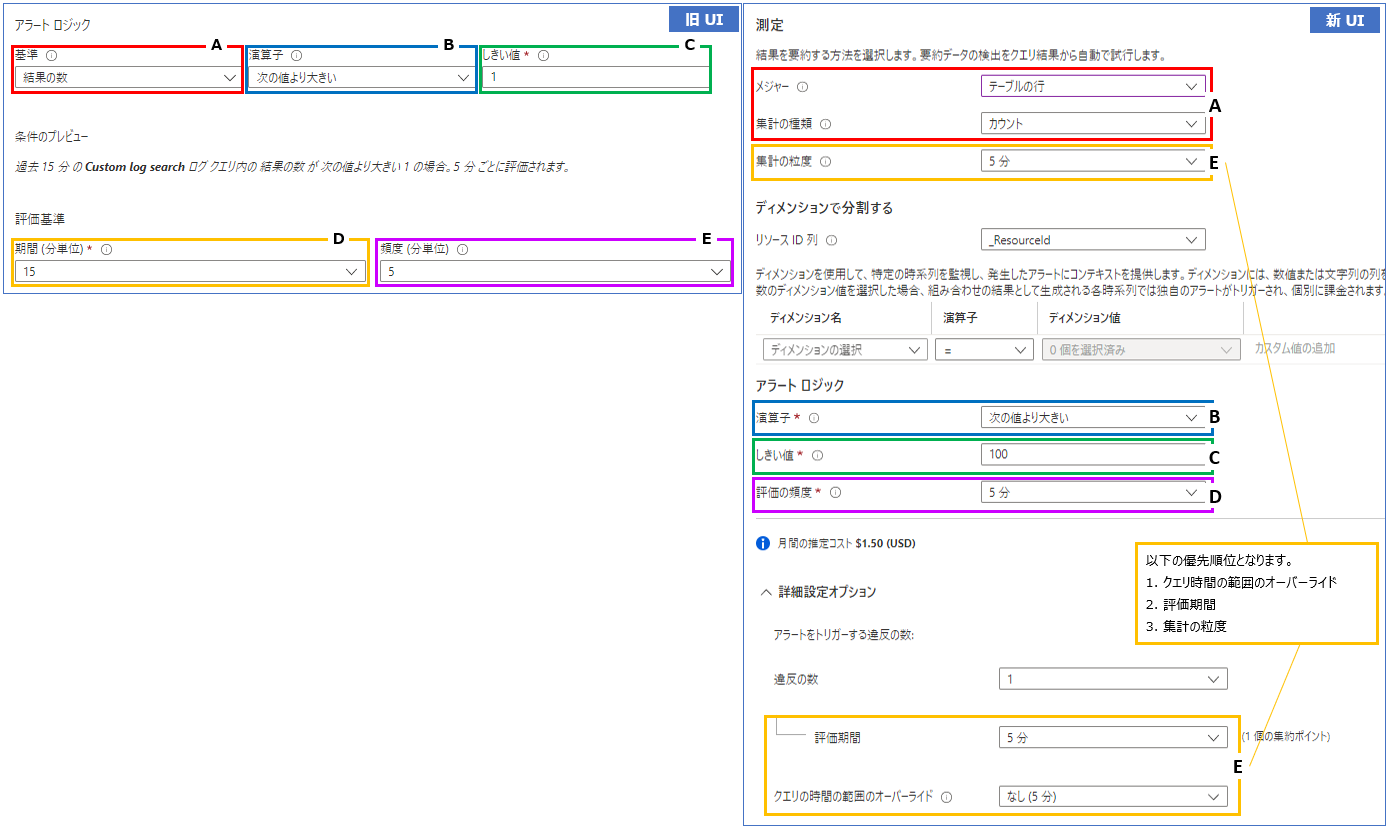 旧 UI
アラート ロジック
A
B
C
基準
演算子
しきい値 *
結果の数
次の値より大きい
1
条件のプレビュー
過去 15 分 の Custom log search ログ クエリ内の 結果の数 が 次の値より大きい 1 の場合。5 分 ごとに評価されます。
評価基準
D
E
期間 (分単位) *
頻度 (分単位)
15
5
新 UI
測定
結果を要約する方法を選択します。要約データの検出をクエリ結果から自動で試行します。
メジャー
テーブルの行
A
集計の種類
カウント
集計の粒度
5 分
E
ディメンションで分割する
リソース ID 列
_ResourceId
ディメンションを使用して、特定の時系列を監視し、発生したアラートにコンテキストを提供します。ディメンションには、数値または文字列の列を
数のディメンション値を選択した場合、組み合わせの結果として生成される各時系列では独自のアラートがトリガーされ、個別に課金されます。
ディメンション名
演算子
ディメンション値
ディメンションの選択
=
0 個を選択済み
カスタム値の追加
アラート ロジック
演算子 *
次の値より大きい
B
しきい値 *
100
C
評価の頻度 *
5 分
D
月間の推定コスト $1.50 (USD)
以下の優先順位となります。
1. クエリ時間の範囲のオーバーライド
2. 評価期間
3. 集計の粒度
詳細設定オプション
アラートをトリガーする違反の数:
違反の数
1
評価期間
5 分
(1 個の集約ポイント)
E
クエリの時間の範囲のオーバーライド
なし (5 分)